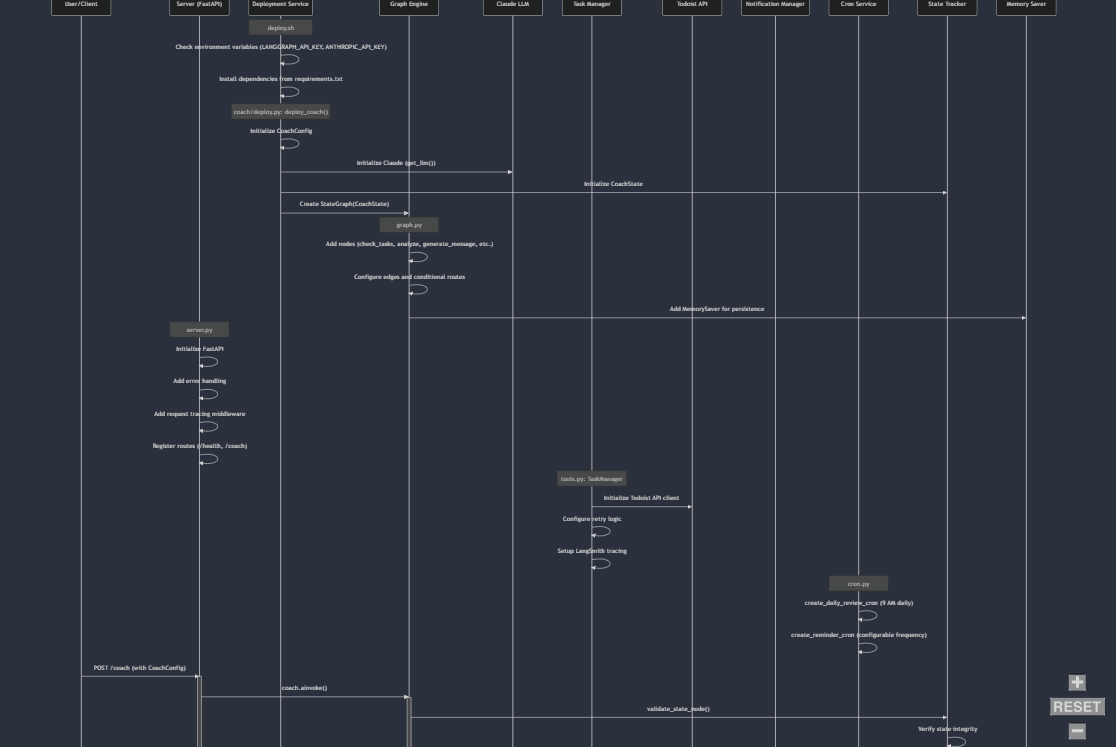 User/Client
Server (FastAPI)
Deployment Service
Graph Engine
Claude LLM
Task Manager
Todoist API
Notification Manager
Cron Service
State Tracker
Memory Saver
deploy.sh
Check environment variables (LANGGRAPH_API_KEY, ANTHROPIC_API_KEY)
Install dependencies from requirements.txt
coach/deploy.py: deploy_coach()
Initialize CoachConfig
Initialize Claude (get_llm())
Initialize CoachState
Create StateGraph(CoachState)
graph.py
Add nodes (check_tasks, analyze, generate_message, etc.)
Configure edges and conditional routes
Add MemorySaver for persistence
server.py
Initialize FastAPI
Add error handling
Add request tracing middleware
Register routes (/health, /coach)
tools.py: TaskManager
Initialize Todoist API client
Configure retry logic
Setup LangSmith tracing
cron.py
create_daily_review_cron (9 AM daily)
create_reminder_cron (configurable frequency)
POST /coach (with CoachConfig)
coach.ainvoke()
validate_state_node()
Verify state integrity
+
RESET
−